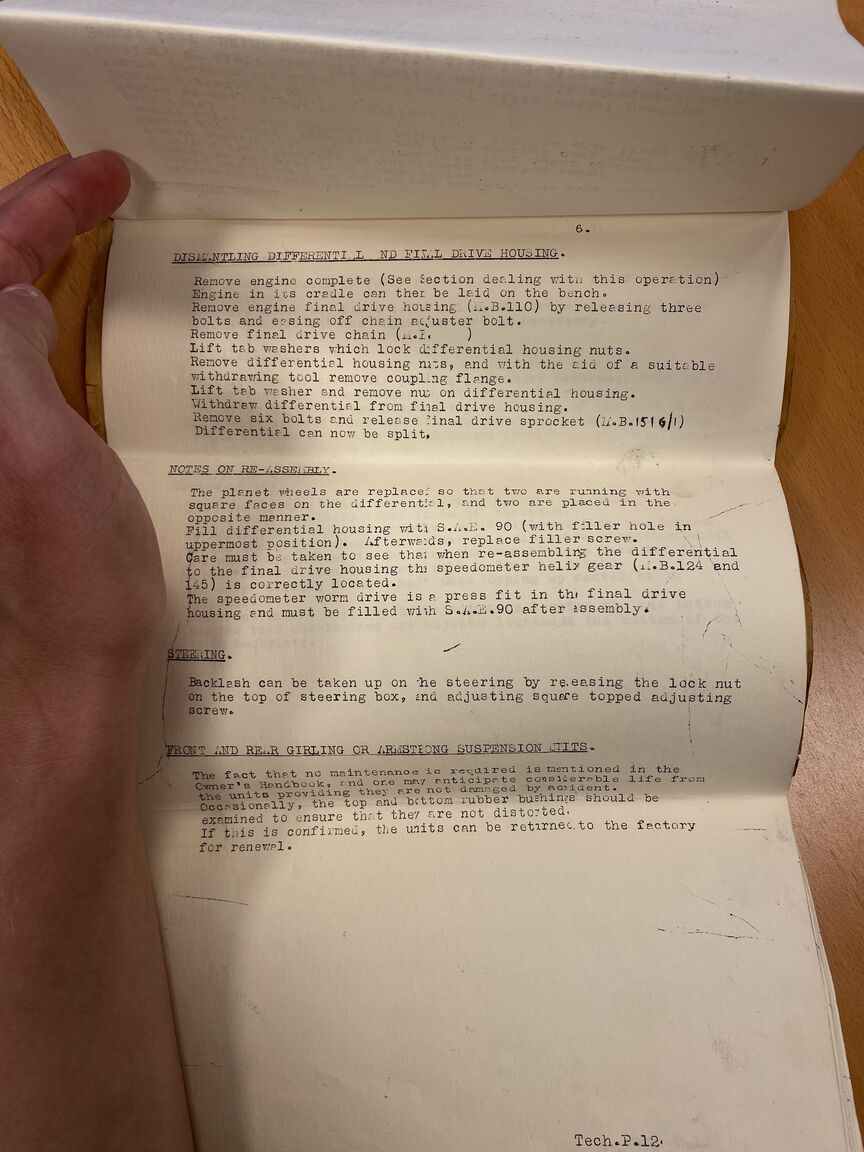 6.
DISMANTLING DIFFERENTIAL AND FINAL DRIVE HOUSING.
Remove engine complete (See Section dealing with this operation)
Engine in its cradle can then be laid on the bench.
Remove engine final drive housing (M.B.110) by releasing three
bolts and easing off chain adjuster bolt.
Remove final drive chain ( )
Lift tab washers which lock differential housing nuts.
Remove differential housing nuts, and with the aid of a suitable
withdrawing tool remove coupling flange.
Lift tab washer and remove nut on differential housing.
Withdraw differential from final drive housing.
Remove six bolts and release final drive sprocket (M.B.1516/1)
Differential can now be split.
NOTES ON RE-ASSEMBLY.
The planet wheels are replaced so that two are running with
square faces on the differential, and two are placed in the
opposite manner.
Fill differential housing with S.A.E. 90 (with filler hole in
uppermost position). Afterwards, replace filler screw.
Care must be taken to see that when re-assembling the differential
to the final drive housing the speedometer helix gear (M.B.124 and
145) is correctly located.
The speedometer worm drive is a press fit in the final drive
housing and must be filled with S.A.E.90 after assembly.
STEERING.
Backlash can be taken up on the steering by releasing the lock nut
on the top of steering box, and adjusting square topped adjusting
screw.
FRONT AND REAR GIRLING OR ARMSTRONG SUSPENSION UNITS.
The fact that no maintenance is required is mentioned in the
Owner's Handbook, and one may anticipate considerable life from
the units providing they are not damaged by accident.
Occasionally, the top and bottom rubber bushings should be
examined to ensure that they are not distorted.
If this is confirmed, the units can be returned to the factory
for renewal.
Tech.P.12.